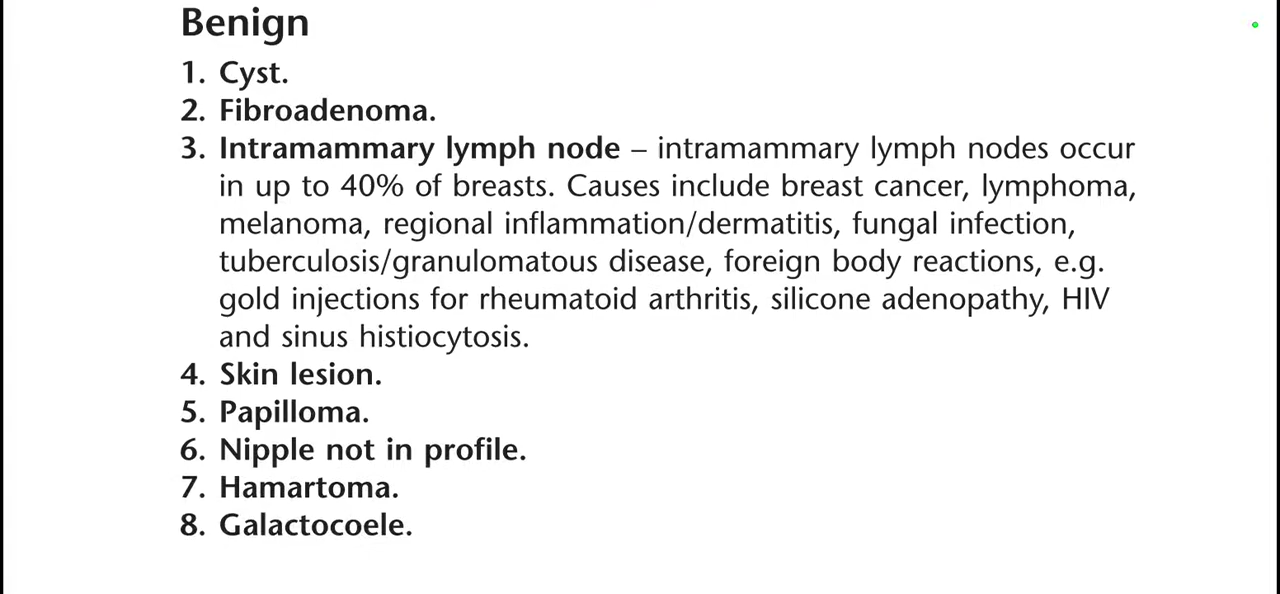 Benign
1. Cyst.
2. Fibroadenoma.
3. Intramammary lymph node – intramammary lymph nodes occur
in up to 40% of breasts. Causes include breast cancer, lymphoma,
melanoma, regional inflammation/dermatitis, fungal infection,
tuberculosis/granulomatous disease, foreign body reactions, e.g.
gold injections for rheumatoid arthritis, silicone adenopathy, HIV
and sinus histiocytosis.
4. Skin lesion.
5. Papilloma.
6. Nipple not in profile.
7. Hamartoma.
8. Galactocoele.